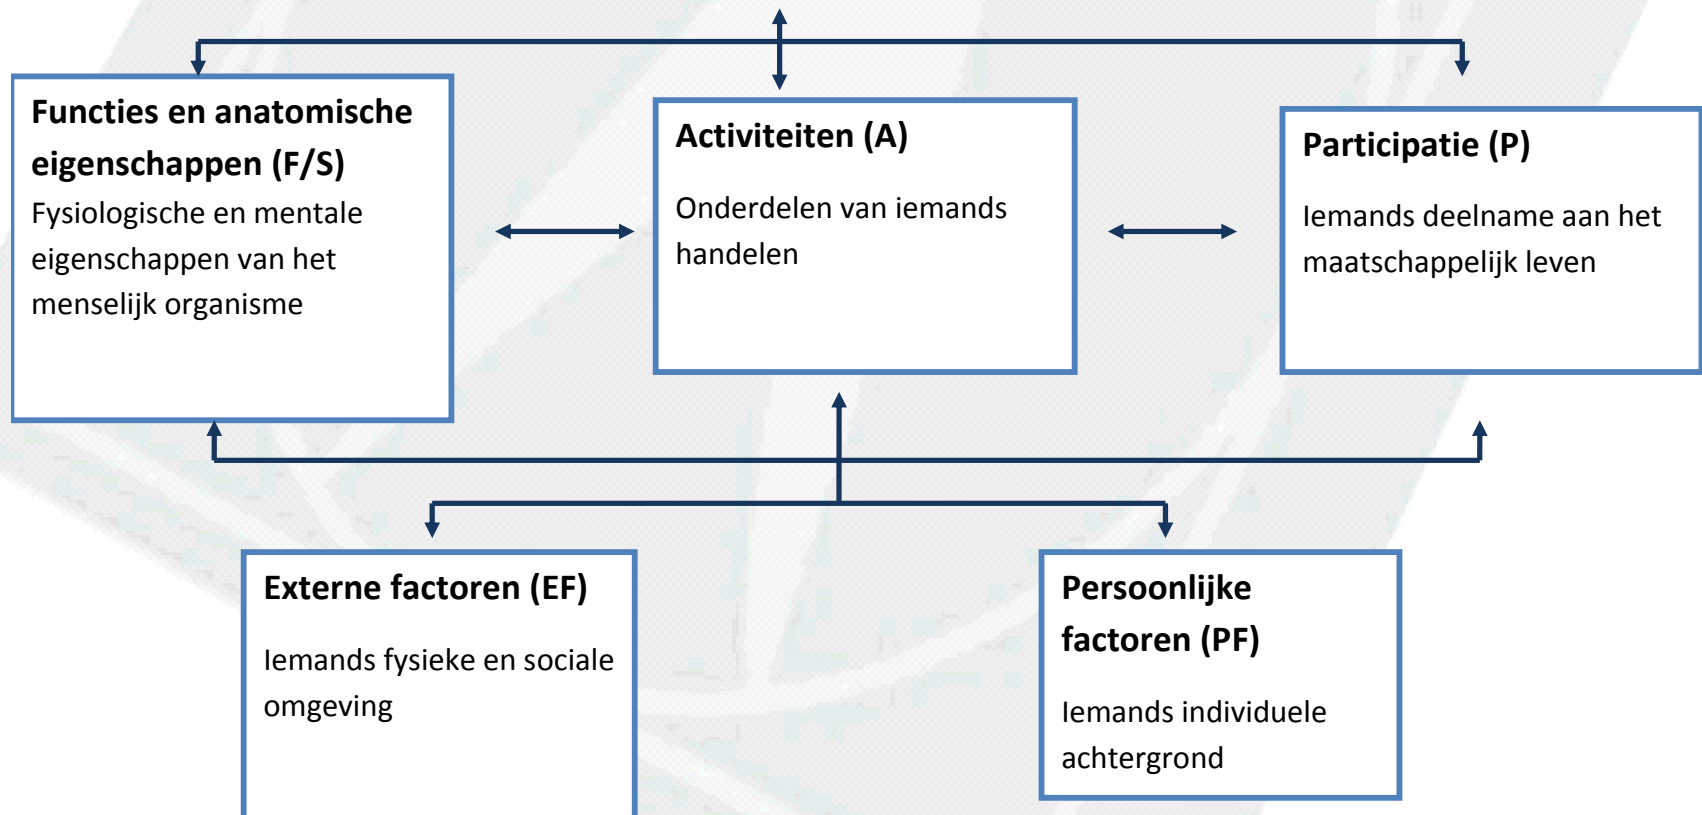 Functies en anatomische
eigenschappen (F/S)
Fysiologische en mentale
eigenschappen van het
menselijk organisme
Activiteiten (A)
Onderdelen van iemands
handelen
Participatie (P)
Iemands deelname aan het
maatschappelijk leven
Externe factoren (EF)
Iemands fysieke en sociale
omgeving
Persoonlijke
factoren (PF)
Iemands individuele
achtergrond